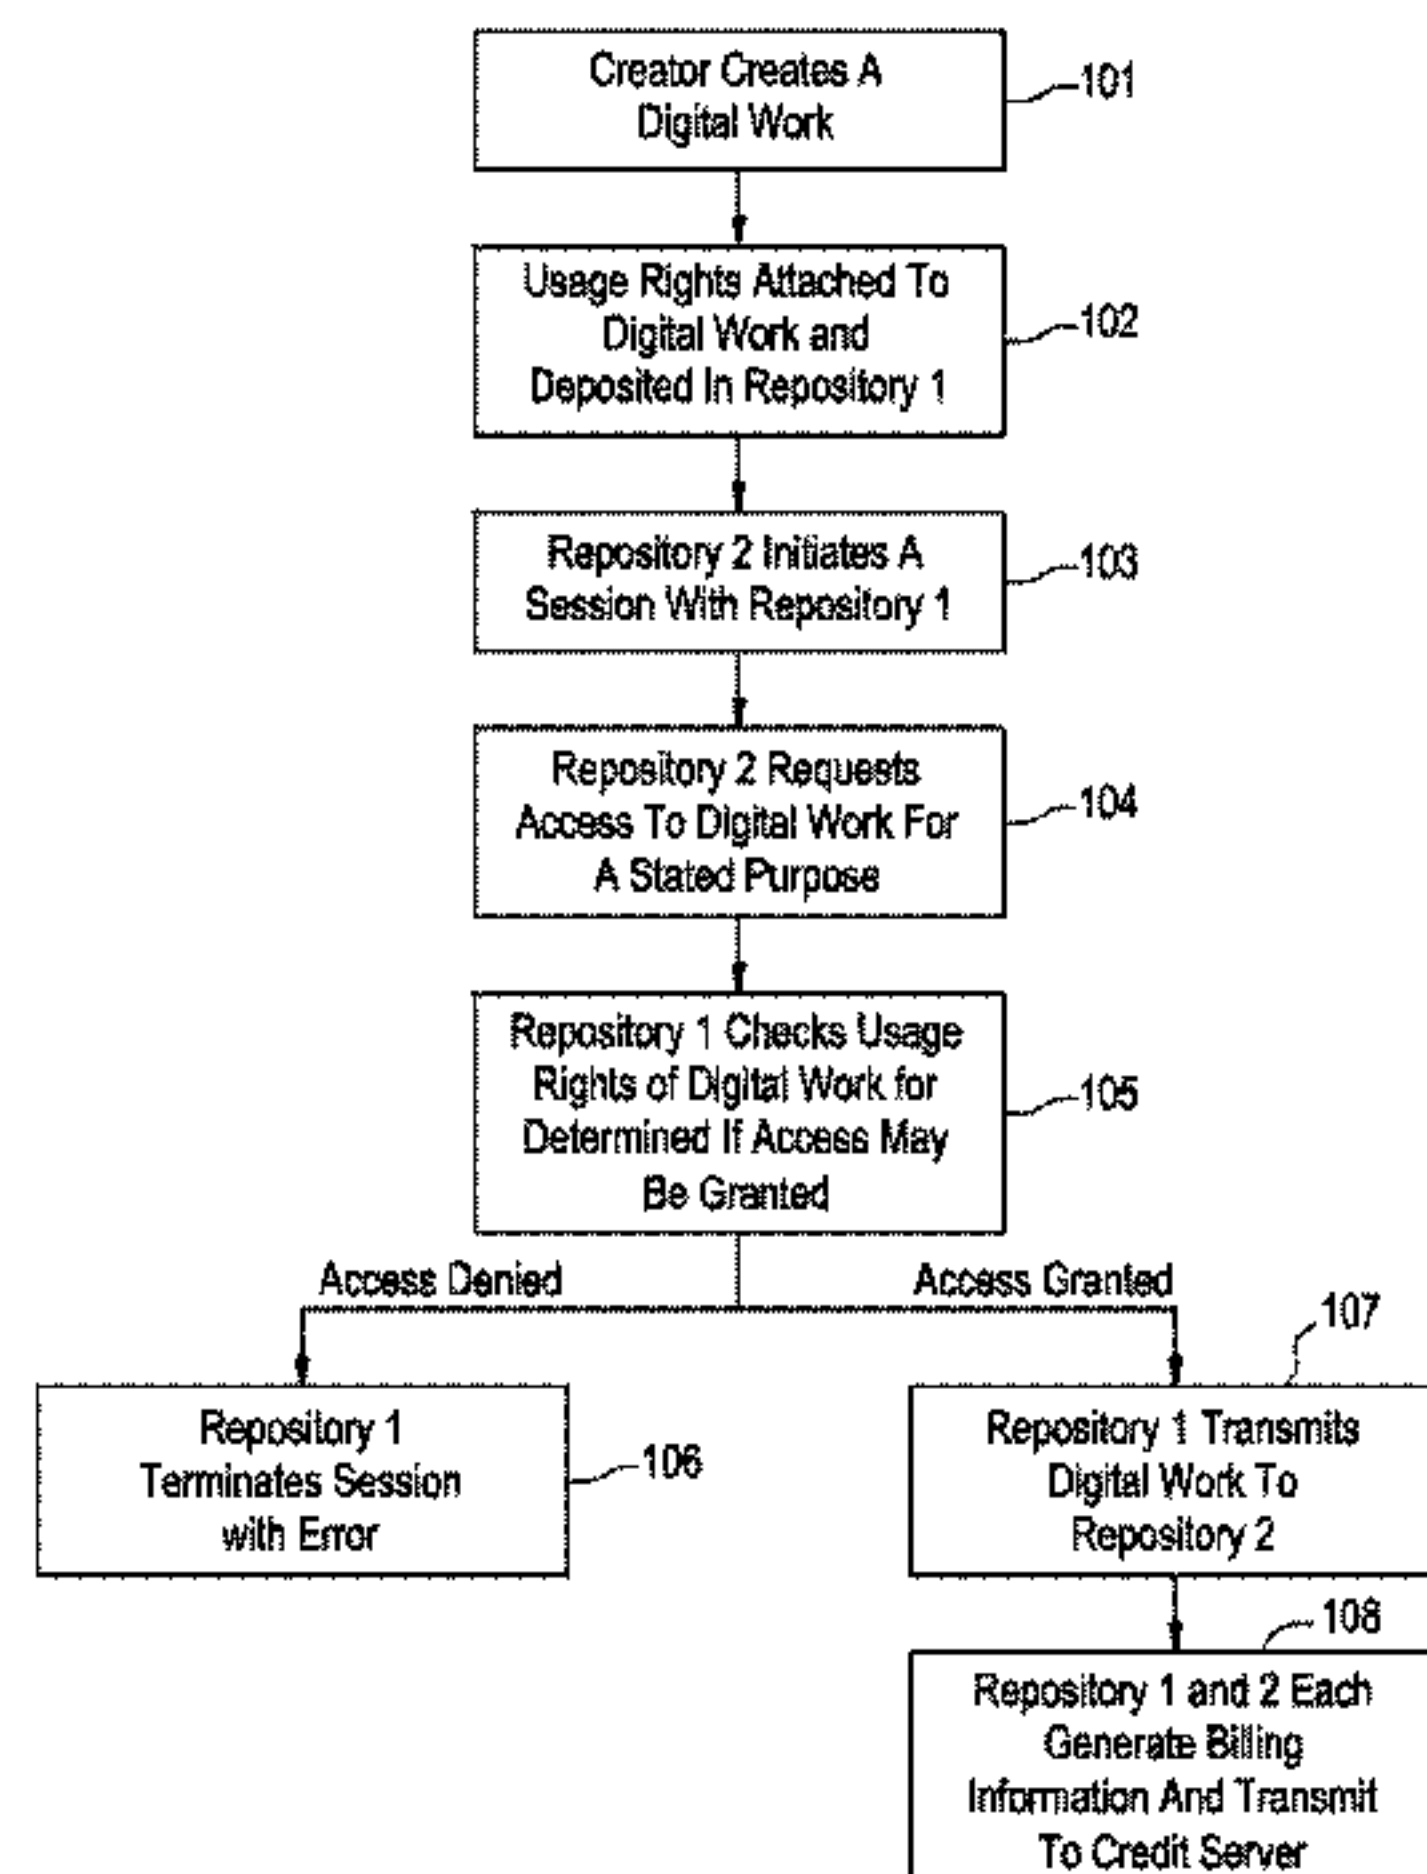 Creator Creates A
Digital Work
101
Usage Rights Attached To
Digital Work and
Deposited In Repository 1
102
Repository 2 Initiates A
Session With Repository 1
103
Repository 2 Requests
Access To Digital Work For
A Stated Purpose
104
Repository 1 Checks Usage
Rights of Digital Work for
Determined If Access May
Be Granted
105
Access Denied
Access Granted
107
Repository 1
Terminates Session
with Error
106
Repository 1 Transmits
Digital Work To
Repository 2
108
Repository 1 and 2 Each
Generate Billing
Information And Transmit
To Credit Server